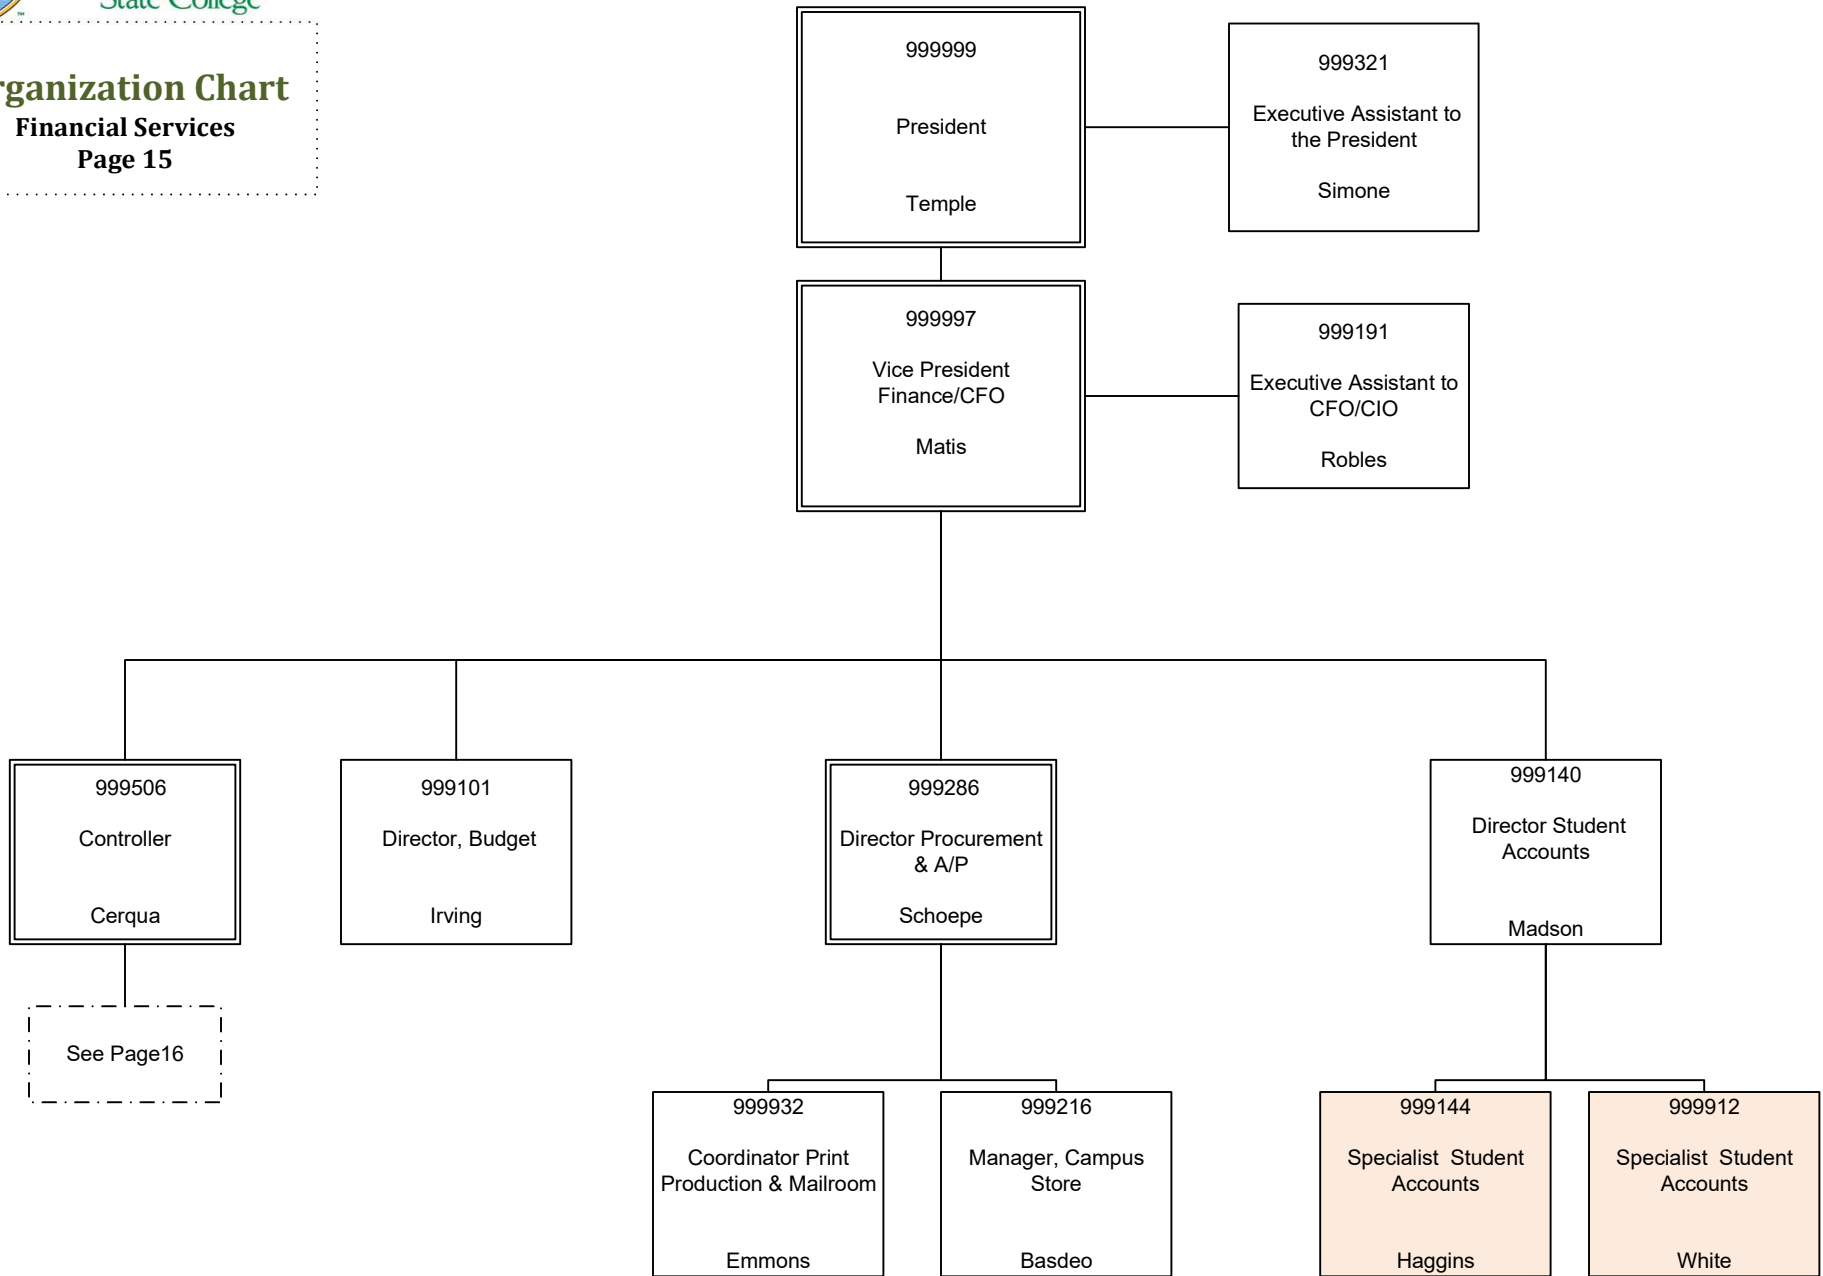 State College
rganization Chart
Financial Services
Page 15
999999
President
Temple
999321
Executive Assistant to
the President
Simone
999997
Vice President
Finance/CFO
Matis
999191
Executive Assistant to
CFO/CIO
Robles
999506
Controller
Cerqua
999101
Director, Budget
Irving
999286
Director Procurement
& A/P
Schoepe
999140
Director Student
Accounts
Madson
See Page16
999932
Coordinator Print
Production & Mailroom
Emmons
999216
Manager, Campus
Store
Basdeo
999144
Specialist  Student
Accounts
Haggins
999912
Specialist  Student
Accounts
White